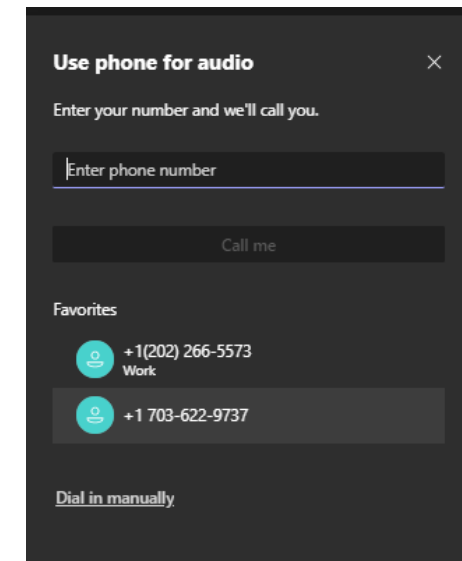 Use phone for audio
Enter your number and we'll call you.
Enter phone number
Call me
Favorites
+1(202) 266-5573
Work
+1 703-622-9737
Dial in manually